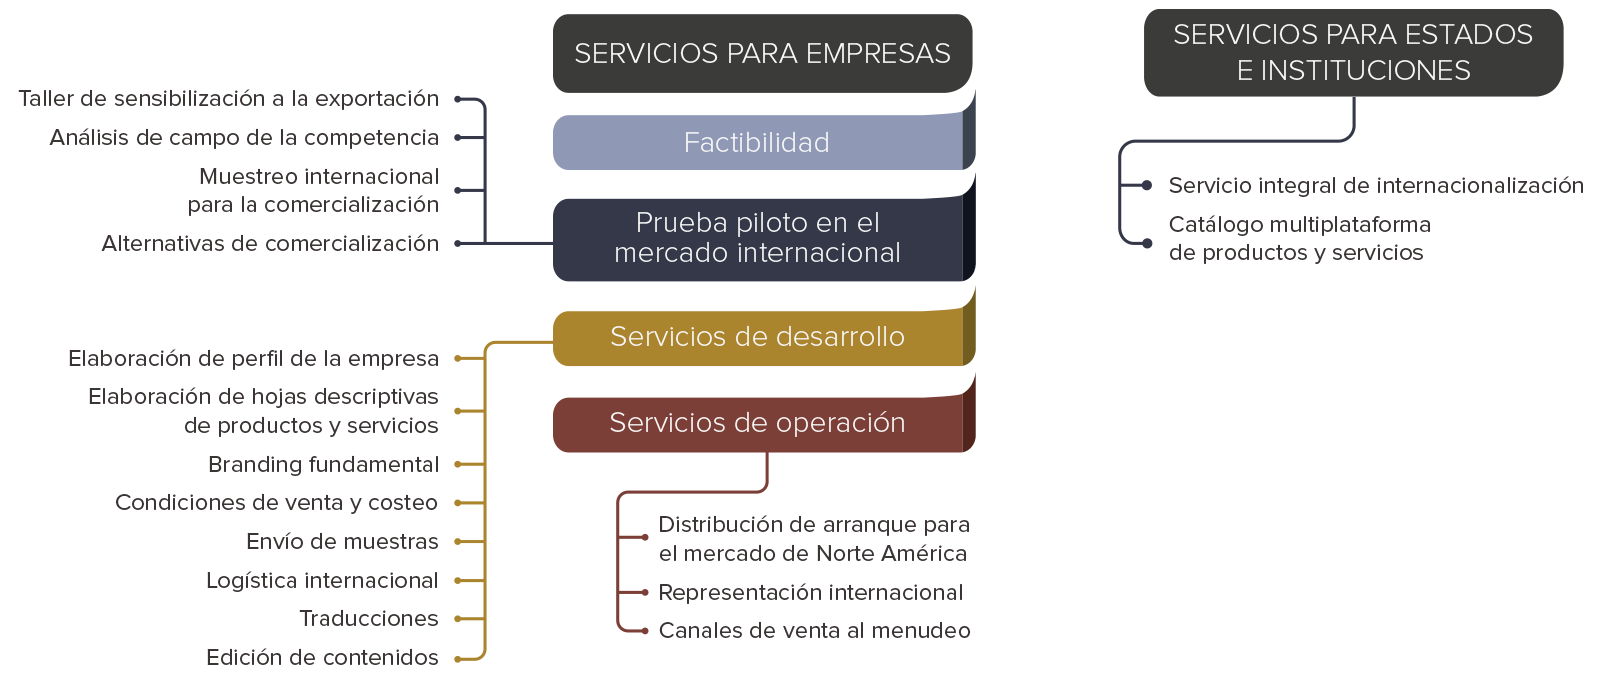 SERVICIOS PARA EMPRESAS
Factibilidad
Prueba piloto en el
mercado internacional
Taller de sensibilización a la exportación
Análisis de campo de la competencia
Muestreo internacional
para la comercialización
Alternativas de comercialización
Servicios de desarrollo
Elaboración de perfil de la empresa
Elaboración de hojas descriptivas
de productos y servicios
Branding fundamental
Condiciones de venta y costeo
Envío de muestras
Logística internacional
Traducciones
Edición de contenidos
Servicios de operación
Distribución de arranque para
el mercado de Norte América
Representación internacional
Canales de venta al menudeo
SERVICIOS PARA ESTADOS
E INSTITUCIONES
Servicio integral de internacionalización
Catálogo multiplataforma
de productos y servicios